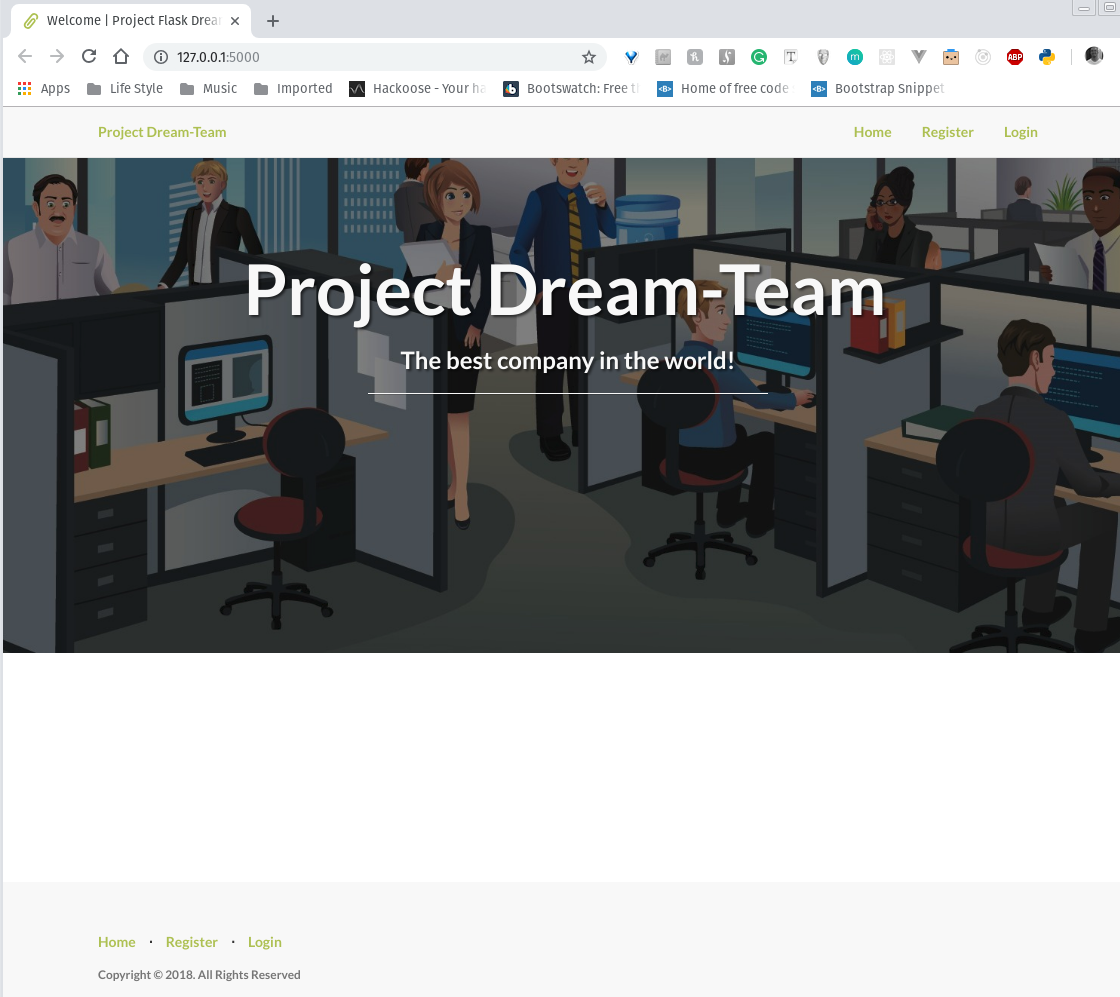 Welcome | Project Flask Drea
127.0.0.1:5000
Apps Life Style Music Imported Hackoose - Your ha Bootswatch: Free t Home of free code Bootstrap Snippet
Project Dream-Team Home Register Login
Project Dream-Team
The best company in the world!
Home · Register · Login
Copyright © 2018. All Rights Reserved